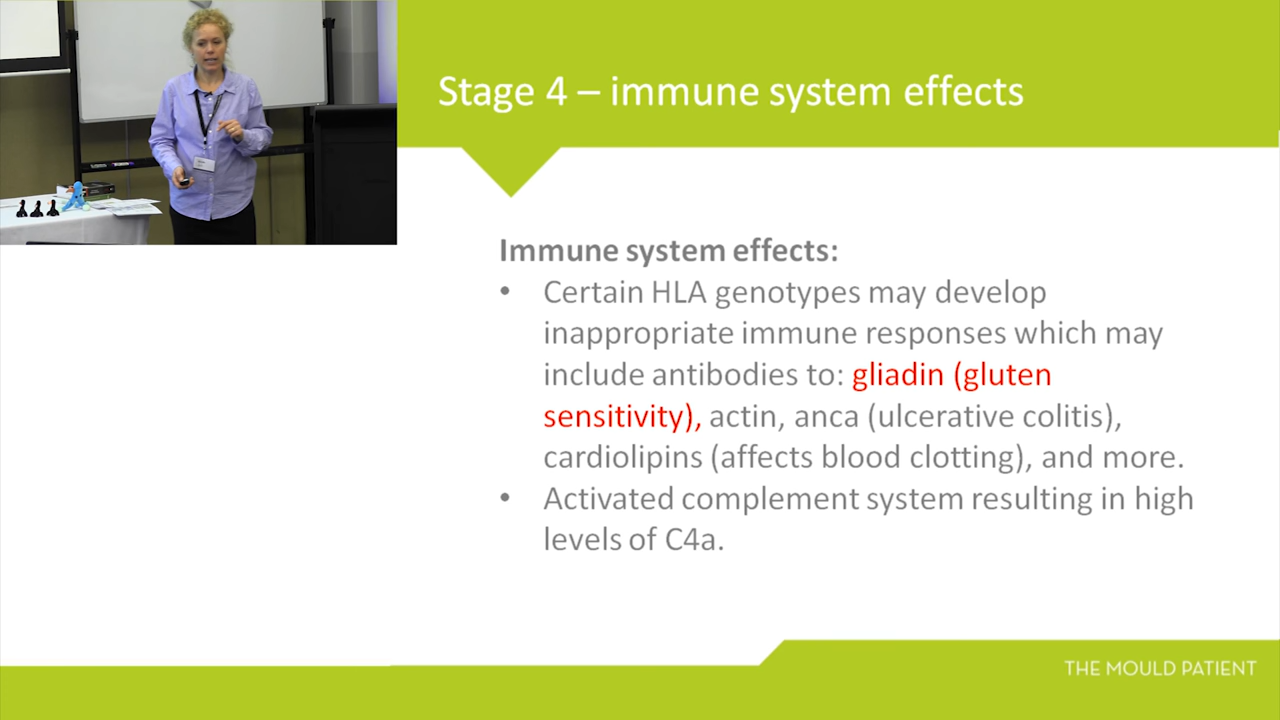 Stage 4 – immune system effects
Immune system effects:
• Certain HLA genotypes may develop
inappropriate immune responses which may
include antibodies to: gliadin (gluten
sensitivity), actin, anca (ulcerative colitis),
cardiolipins (affects blood clotting), and more.
• Activated complement system resulting in high
levels of C4a.
THE MOULD PATIENT